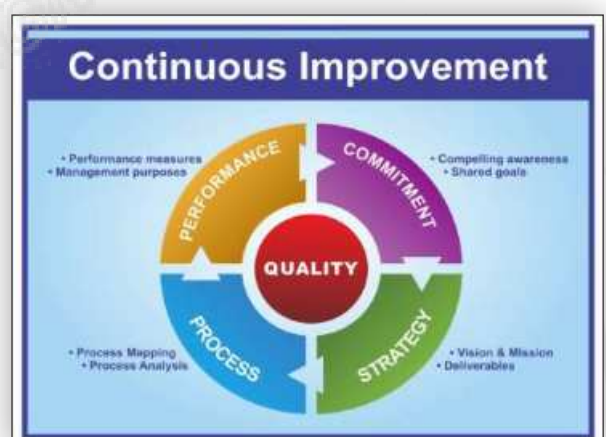 Continuous Improvement
• Performance measures
• Management purposes
PERFORMANCE
COMMITMENT
• Compelling awareness
• Shared goals
QUALITY
• Process Mapping
• Process Analysis
PROCESS
STRATEGY
• Vision & Mission
• Deliverables